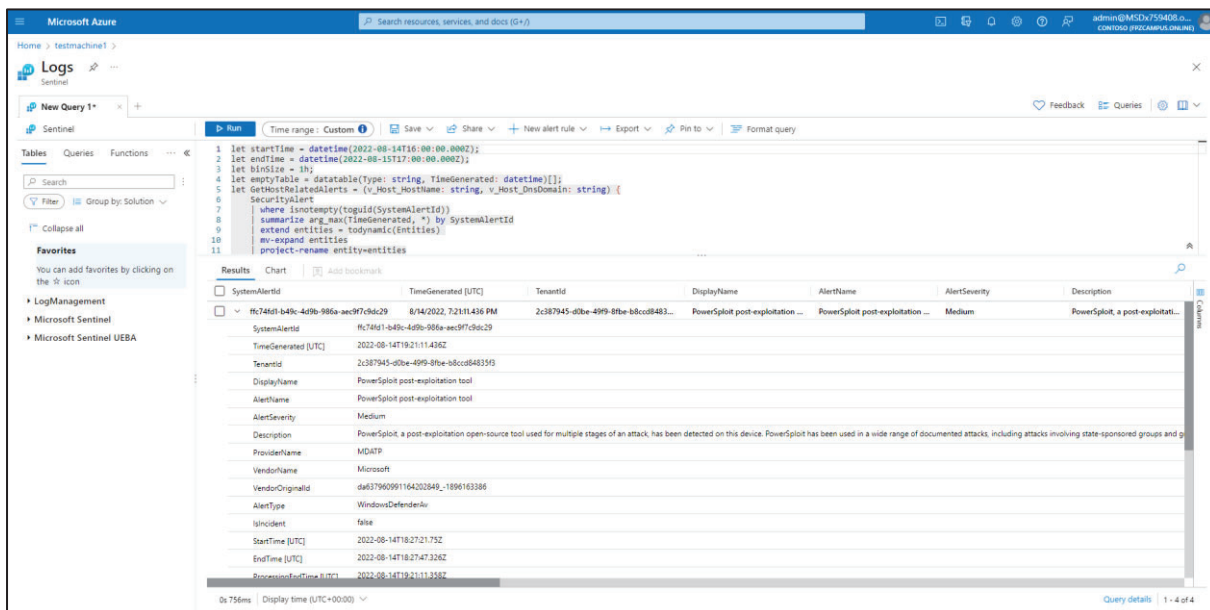 Microsoft Azure
Search resources, services, and docs (G+/)
admin@MSDx759408.o...
CONTOSO (FPZCAMPUS.ONLINE)
Home > testmachine1 >
Logs ...
Sentinel
New Query 1* × +
Feedback Queries
Sentinel
Run Time range : Custom Save Share New alert rule Export Pin to Format query
Tables Queries Functions ... «
Search
Filter Group by: Solution
Collapse all
Favorites
You can add favorites by clicking on
the ☆ icon
LogManagement
Microsoft Sentinel
Microsoft Sentinel UEBA
1 let startTime = datetime(2022-08-14T16:00:00.000Z);
2 let endTime = datetime(2022-08-15T17:00:00.000Z);
3 let binSize = 1h;
4 let emptyTable = datatable(Type: string, TimeGenerated: datetime)[];
5 let GetHostRelatedAlerts = (v_Host_HostName: string, v_Host_DnsDomain: string) {
6 SecurityAlert
7 | where isnotempty(toguid(SystemAlertId))
8 | summarize arg_max(TimeGenerated, *) by SystemAlertId
9 | extend entities = todynamic(Entities)
10 | mv-expand entities
11 | project-rename entity=entities
Results Chart Add bookmark
SystemAlertId TimeGenerated [UTC] TenantId DisplayName AlertName AlertSeverity Description
ffc74fd1-b49c-4d9b-986a-aec9f7c9dc29 8/14/2022, 7:21:11.436 PM 2c387945-d0be-49f9-8fbe-b8ccd8483... PowerSploit post-exploitation ... PowerSploit post-exploitation ... Medium PowerSploit, a post-exploitati...
SystemAlertId ffc74fd1-b49c-4d9b-986a-aec9f7c9dc29
TimeGenerated [UTC] 2022-08-14T19:21:11.436Z
TenantId 2c387945-d0be-49f9-8fbe-b8ccd84835f3
DisplayName PowerSploit post-exploitation tool
AlertName PowerSploit post-exploitation tool
AlertSeverity Medium
Description PowerSploit, a post-exploitation open-source tool used for multiple stages of an attack, has been detected on this device. PowerSploit has been used in a wide range of documented attacks, including attacks involving state-sponsored groups and
ProviderName MDATP
VendorName Microsoft
VendorOriginalId da637960991164202849_-1896163386
AlertType WindowsDefenderAv
IsIncident false
StartTime [UTC] 2022-08-14T18:27:21.75Z
EndTime [UTC] 2022-08-14T18:27:47.326Z
ProcessingEndTime [UTC] 2022-08-14T19:21:11.358Z
Columns
0s 756ms Display time (UTC+00:00)
Query details 1 - 4 of 4